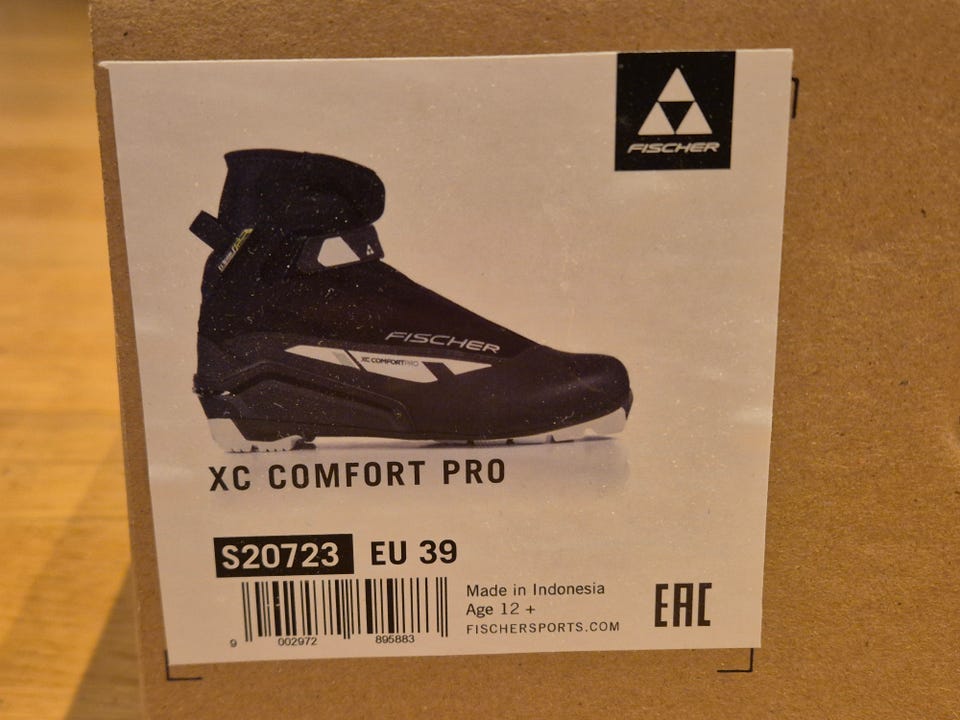 FISCHER
FISCHER
XC COMFORT PRO
XC COMFORT PRO
S20723 EU 39
9 002972 895883
Made in Indonesia
Age 12 +
FISCHERSPORTS.COM
EAC